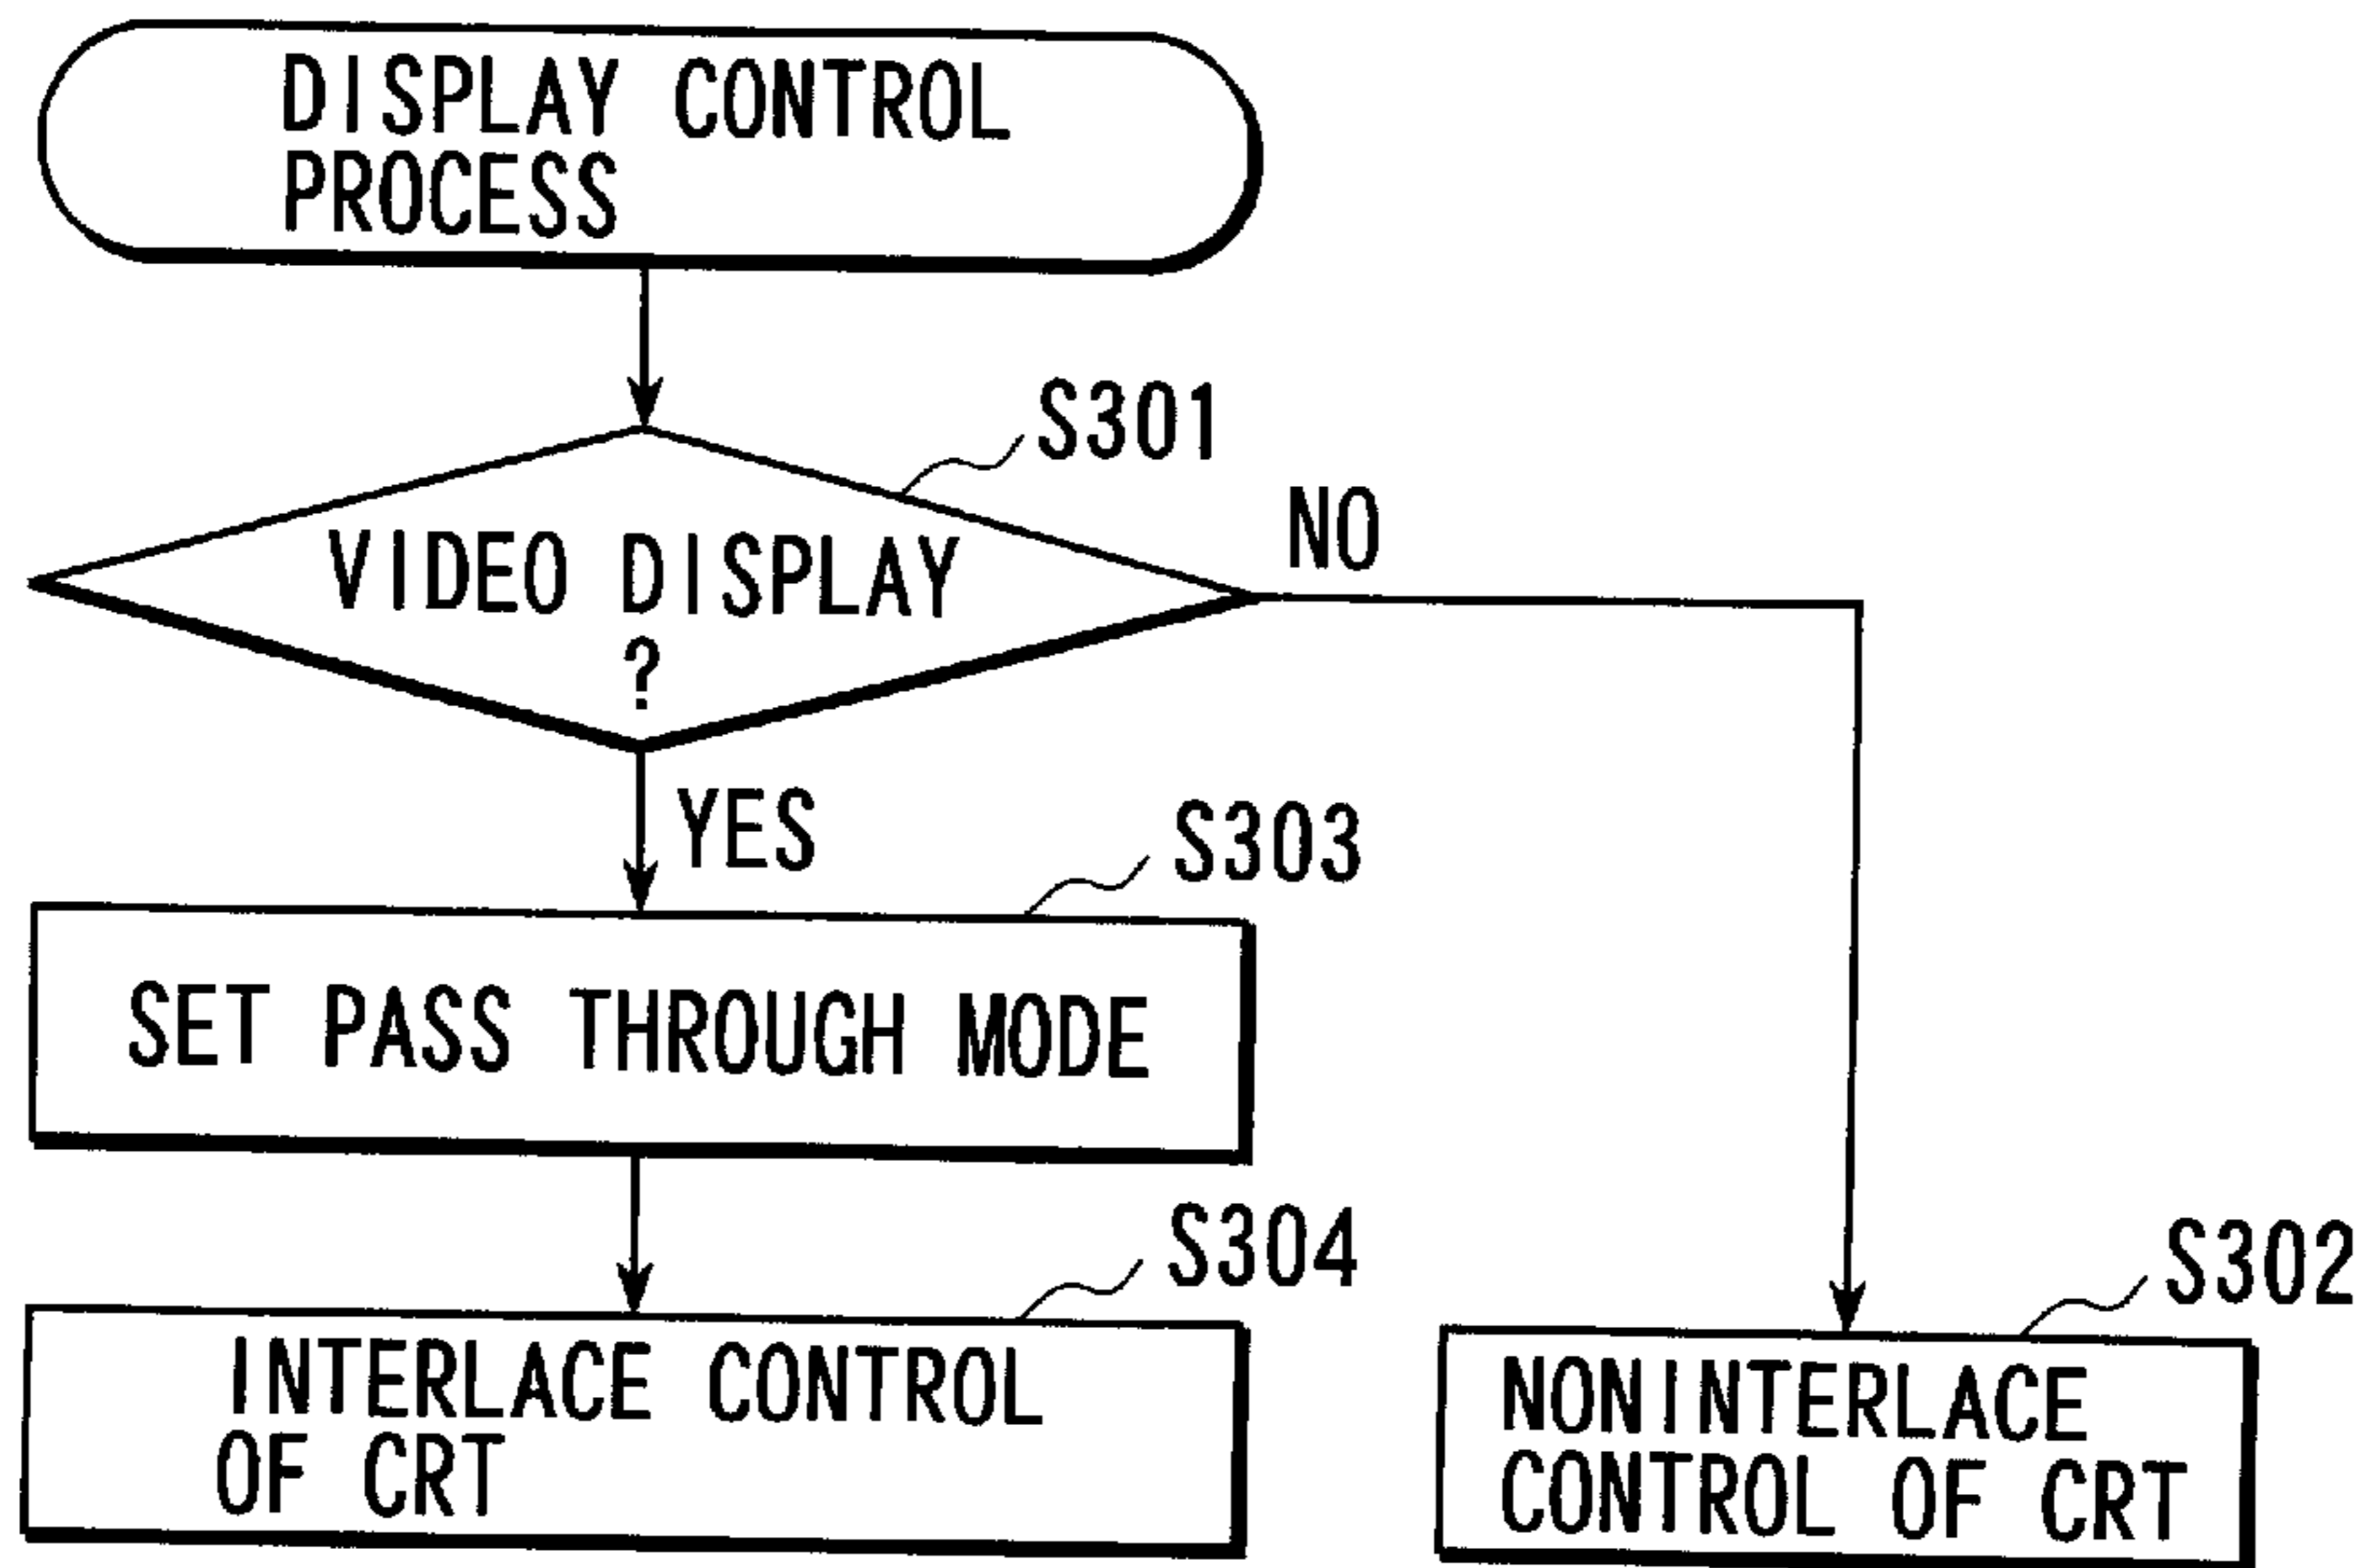 DISPLAY CONTROL
PROCESS
S301
VIDEO DISPLAY
?
NO
YES
S303
SET PASS THROUGH MODE
S304
INTERLACE CONTROL
OF CRT
S302
NONINTERLACE
CONTROL OF CRT